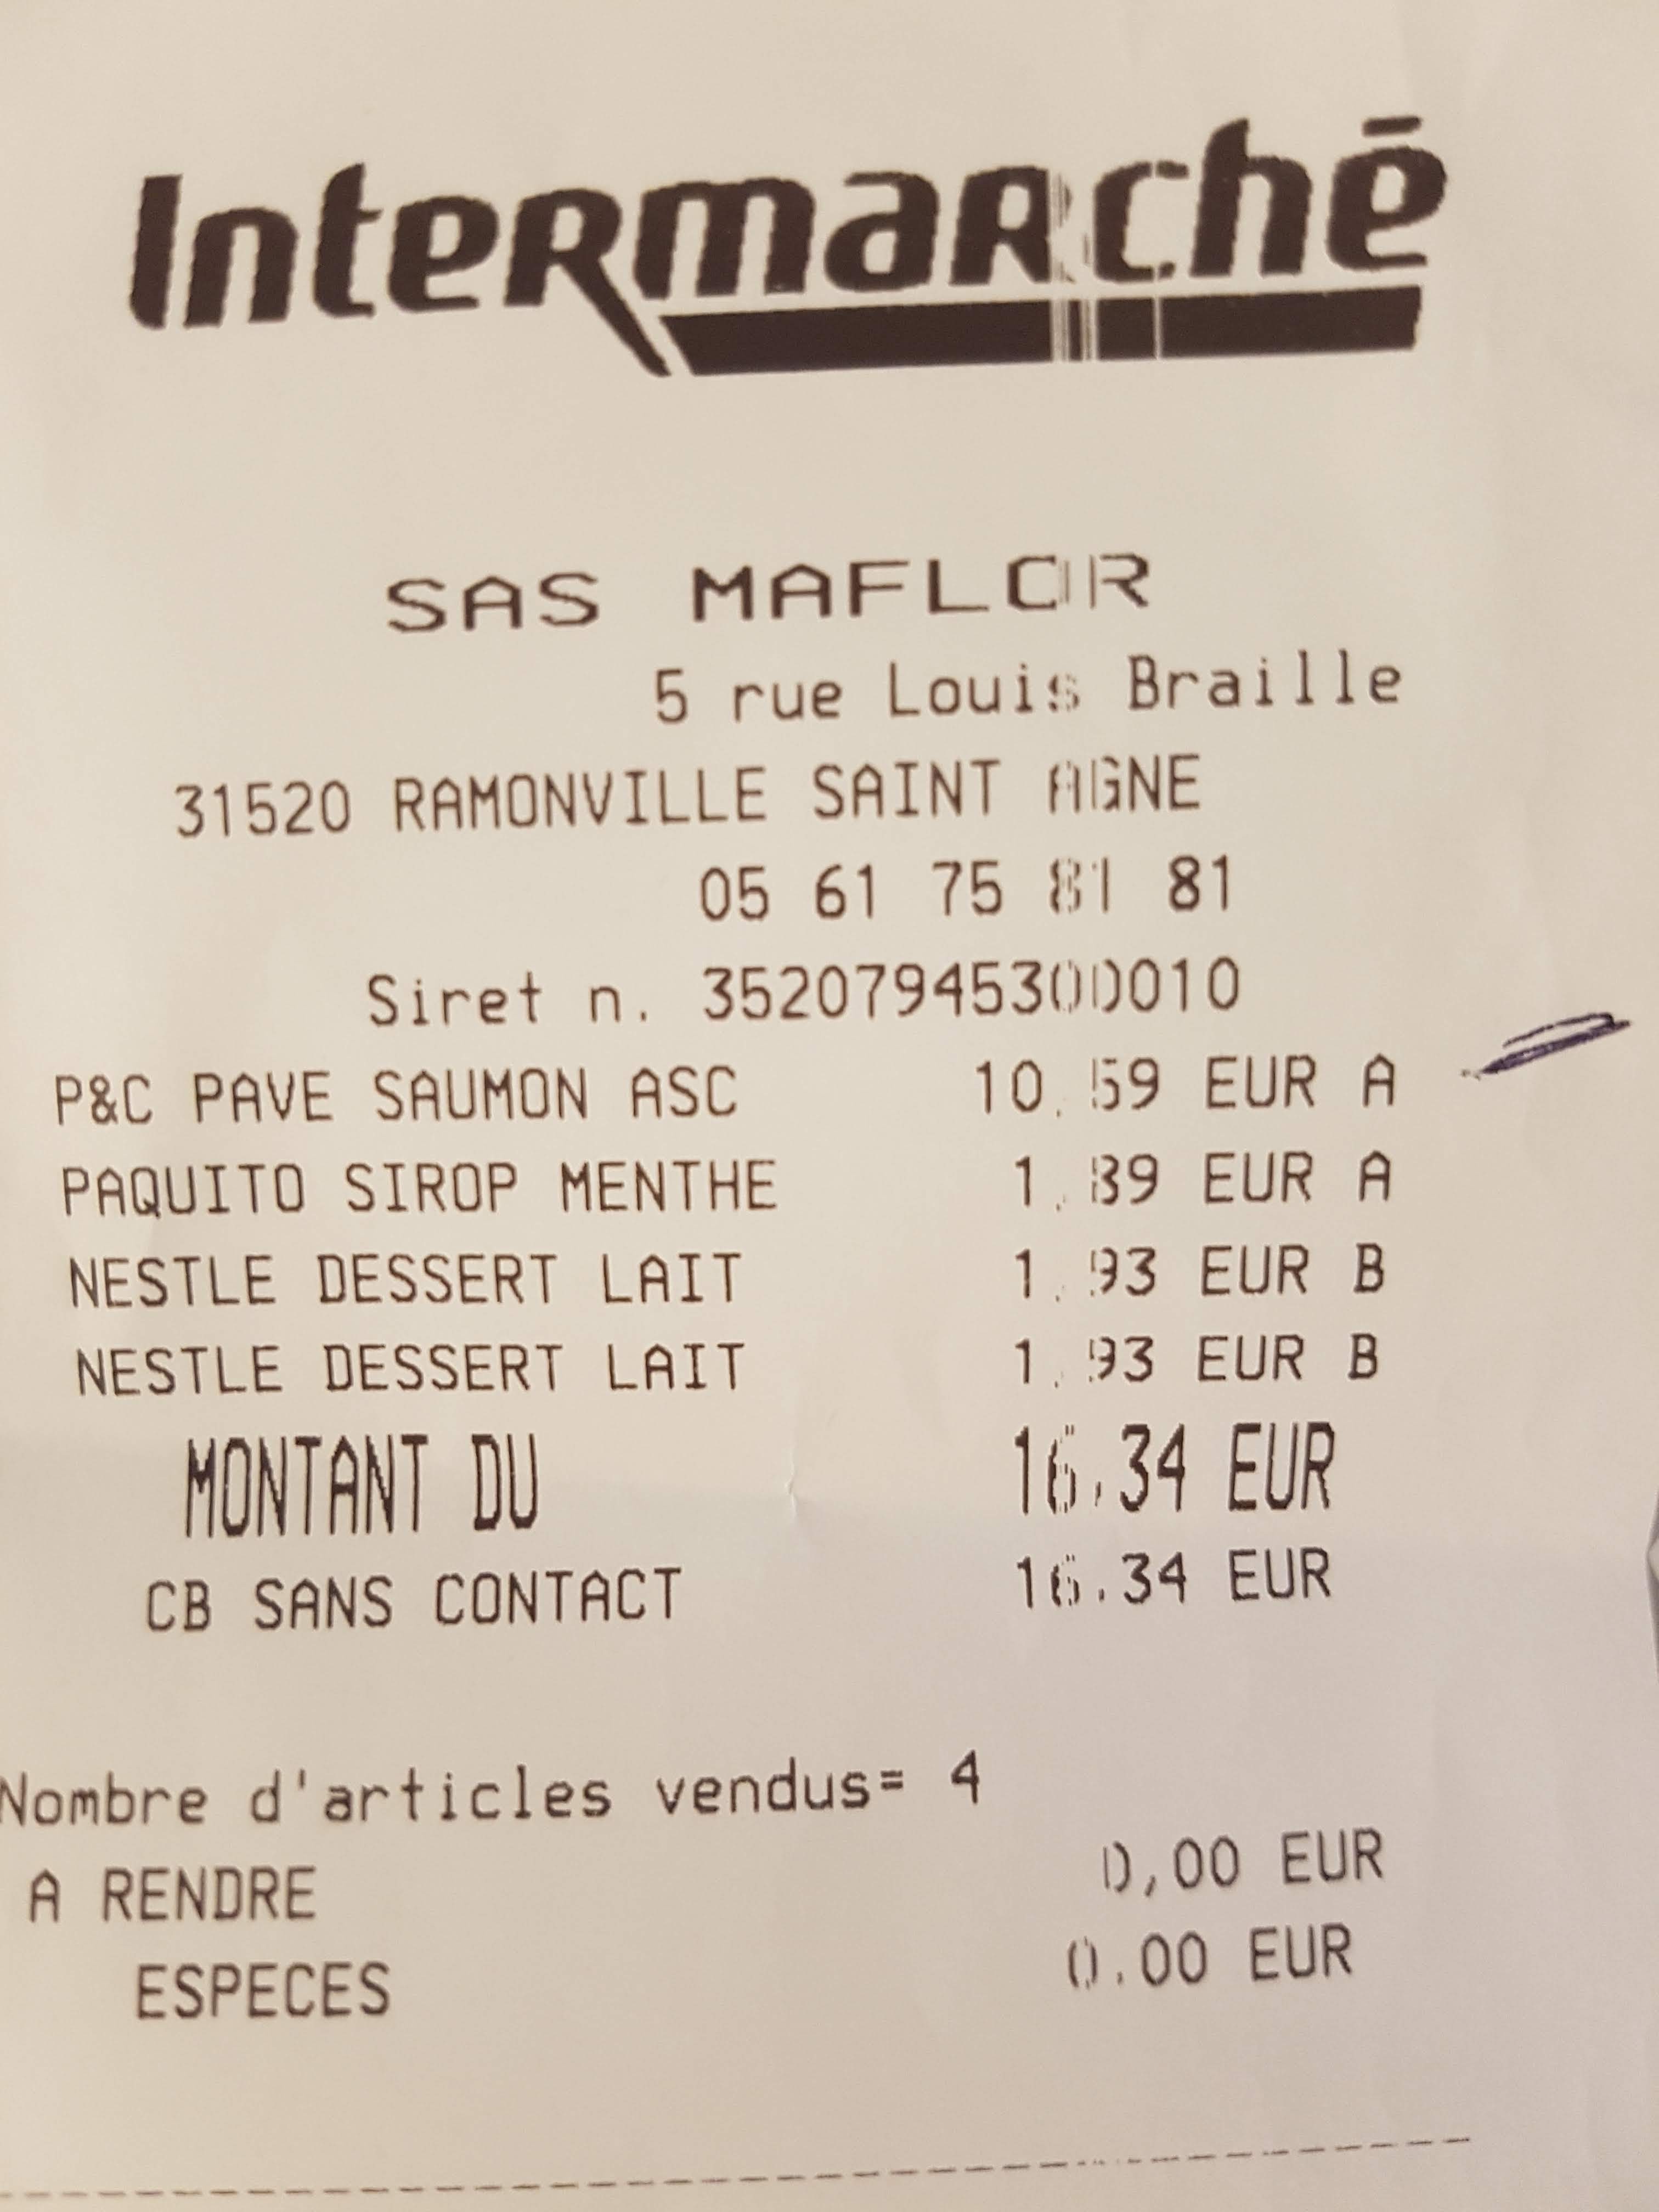 Intermarché
SAS MAFLOR
5 rue Louis Braille
31520 RAMONVILLE SAINT AGNE
05 61 75 81 81
Siret n. 35207945300010
P&C PAVE SAUMON ASC 10.59 EUR A
PAQUITO SIROP MENTHE 1.89 EUR A
NESTLE DESSERT LAIT 1.93 EUR B
NESTLE DESSERT LAIT 1.93 EUR B
MONTANT DU 16,34 EUR
CB SANS CONTACT 16.34 EUR
Nombre d'articles vendus= 4
A RENDRE 0,00 EUR
ESPECES 0.00 EUR